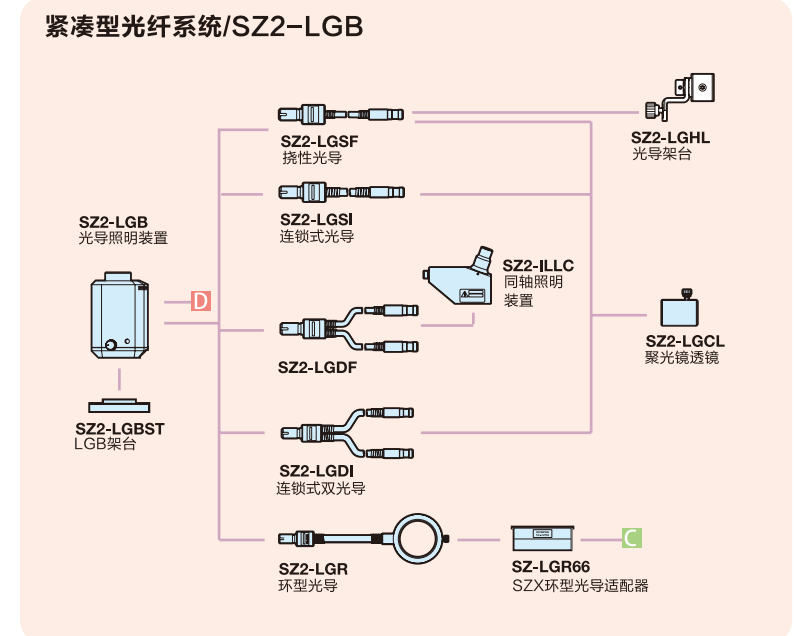 紧凑型光纤系统/SZ2-LGB
SZ2-LGSF
挠性光导
SZ2-LGHL
光导架台
SZ2-LGB
光导照明装置
SZ2-LGSI
连锁式光导
SZ2-ILLC
同轴照明
装置
D
SZ2-LGDF
SZ2-LGCL
聚光镜透镜
SZ2-LGBST
LGB架台
SZ2-LGDI
连锁式双光导
SZ2-LGR
环型光导
SZ-LGR66
SZX环型光导适配器
C